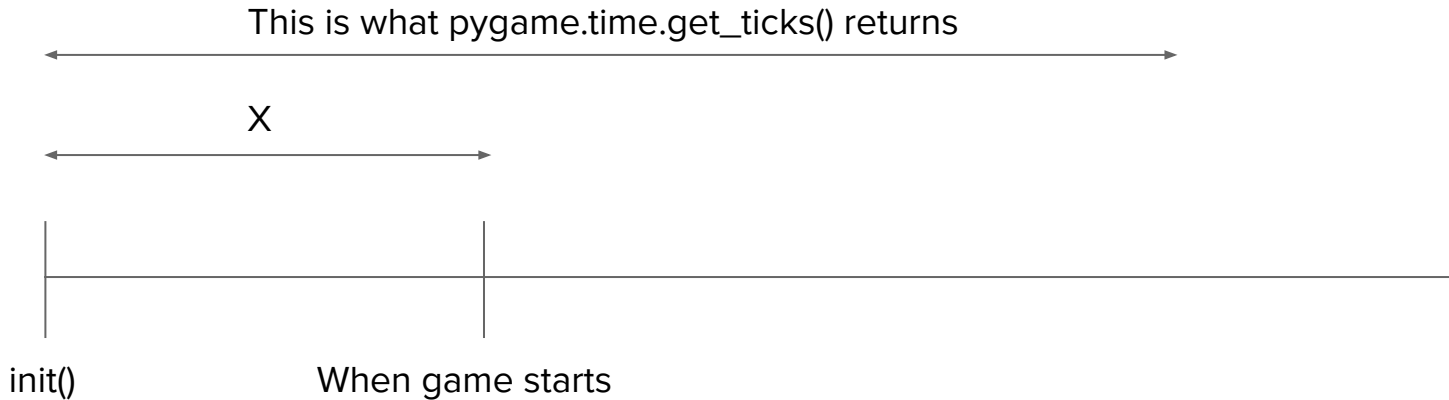 This is what pygame.time.get_ticks() returns
X
init()
When game starts